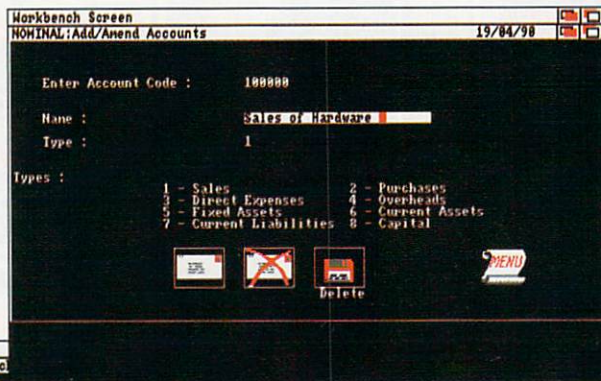 Workbench Screen
NOMINAL:Add/Amend Accounts 19/04/90
Enter Account Code : 100000
Name : Sales of Hardware
Type : 1
Types :
1 - Sales 2 - Purchases
3 - Direct Expenses 4 - Overheads
5 - Fixed Assets 6 - Current Assets
7 - Current Liabilities 8 - Capital
MENU
Delete